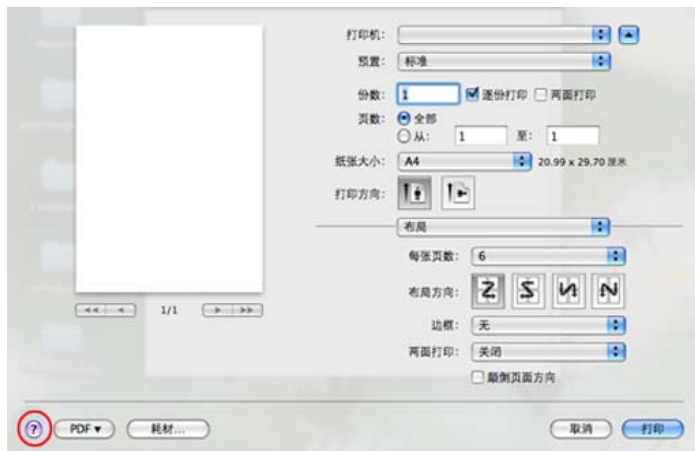 打印机:
预置: 标准
份数: 1 逐份打印 两面打印
页数: 全部
从: 1 至: 1
纸张大小: A4 20.99 x 29.70 厘米
打印方向:
布局
每张页数: 6
布局方向:
边框: 无
两面打印: 关闭
颠倒页面方向
1/1
? PDF▼ 耗材... 取消 打印